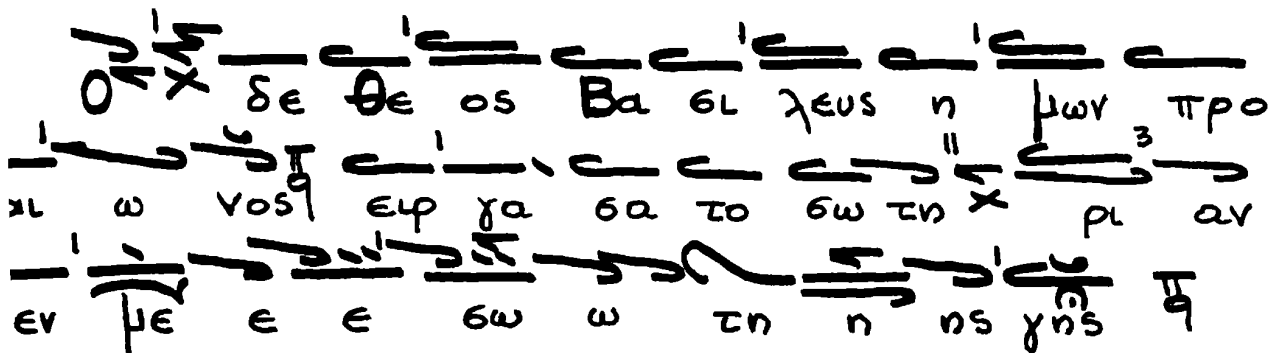 Ο δε Θε ος Βα σι λευς η μων προ
αι ω νος ειρ γα σα το σω τη ρι αν
εν με ε ε σω ω τη η ης γης